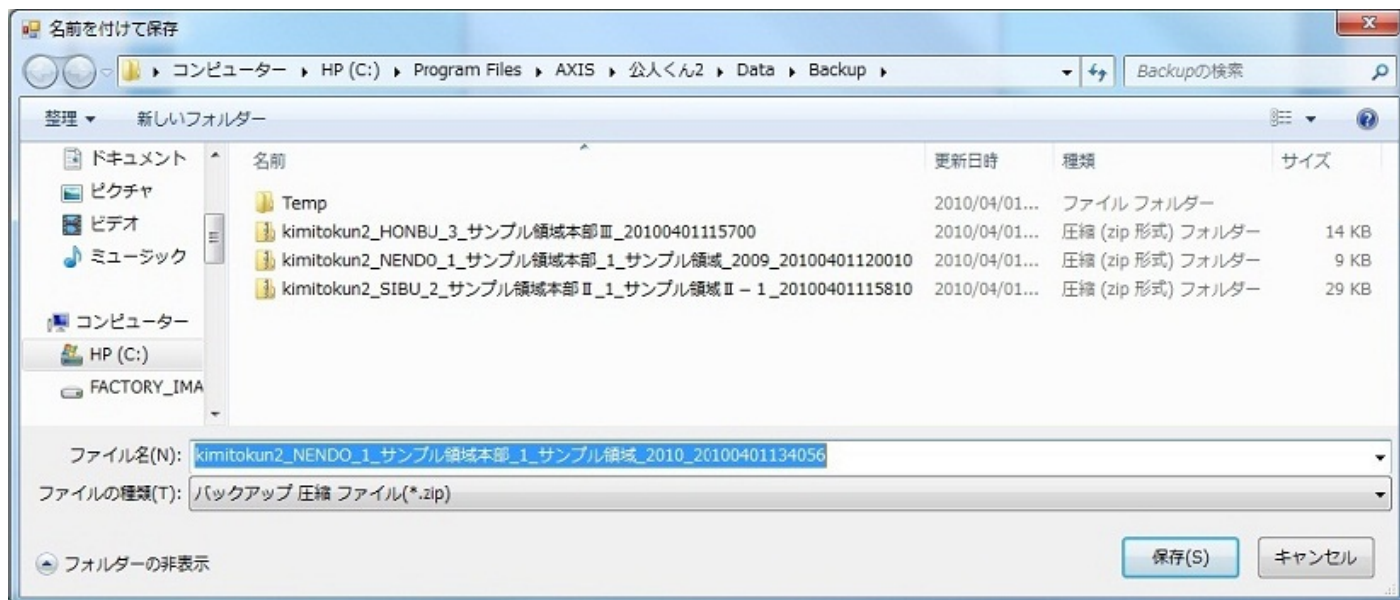 名前を付けて保存
コンピューター ▸ HP (C:) ▸ Program Files ▸ AXIS ▸ 公人くん2 ▸ Data ▸ Backup ▸ Backupの検索
整理 ▼ 新しいフォルダー
ドキュメント
ピクチャ
ビデオ
ミュージック
コンピューター
HP (C:)
FACTORY_IMA
名前 更新日時 種類 サイズ
Temp 2010/04/01... ファイル フォルダー
kimitokun2_HONBU_3_サンプル領域本部Ⅲ_20100401115700 2010/04/01... 圧縮 (zip 形式) フォルダー 14 KB
kimitokun2_NENDO_1_サンプル領域本部_1_サンプル領域_2009_20100401120010 2010/04/01... 圧縮 (zip 形式) フォルダー 9 KB
kimitokun2_SIBU_2_サンプル領域本部Ⅱ_1_サンプル領域Ⅱ－1_20100401115810 2010/04/01... 圧縮 (zip 形式) フォルダー 29 KB
ファイル名(N): kimitokun2_NENDO_1_サンプル領域本部_1_サンプル領域_2010_20100401134056
ファイルの種類(T): バックアップ 圧縮 ファイル(*.zip)
フォルダーの非表示 保存(S) キャンセル